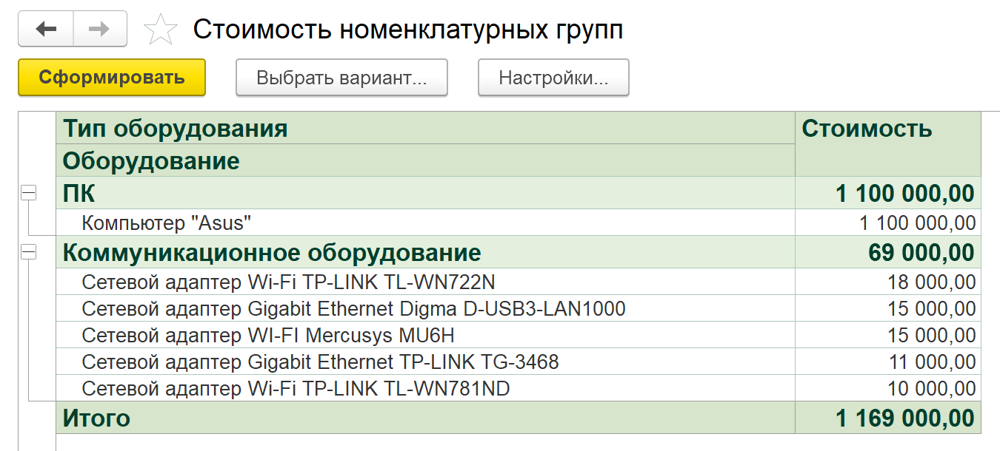 Стоимость номенклатурных групп
Сформировать Выбрать вариант... Настройки...
Тип оборудования Стоимость
Оборудование
ПК 1 100 000,00
Компьютер "Asus" 1 100 000,00
Коммуникационное оборудование 69 000,00
Сетевой адаптер Wi-Fi TP-LINK TL-WN722N 18 000,00
Сетевой адаптер Gigabit Ethernet Digma D-USB3-LAN1000 15 000,00
Сетевой адаптер WI-FI Mercusys MU6H 15 000,00
Сетевой адаптер Gigabit Ethernet TP-LINK TG-3468 11 000,00
Сетевой адаптер Wi-Fi TP-LINK TL-WN781ND 10 000,00
Итого 1 169 000,00